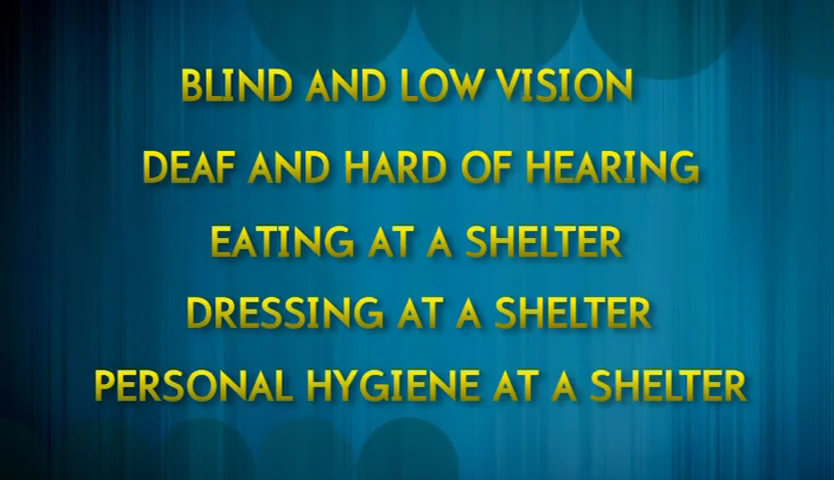 BLIND AND LOW VISION
DEAF AND HARD OF HEARING
EATING AT A SHELTER
DRESSING AT A SHELTER
PERSONAL HYGIENE AT A SHELTER